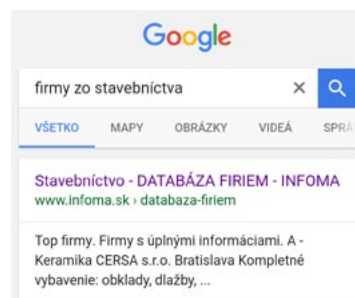 Google
firmy zo stavebníctva
VŠETKO MAPY OBRÁZKY VIDEÁ SPRÁ
Stavebníctvo - DATABÁZA FIRIEM - INFOMA
www.infoma.sk › databaza-firiem
Top firmy. Firmy s úplnými informáciami. A -
Keramika CERSA s.r.o. Bratislava Kompletné
vybavenie: obklady, dlažby, ...